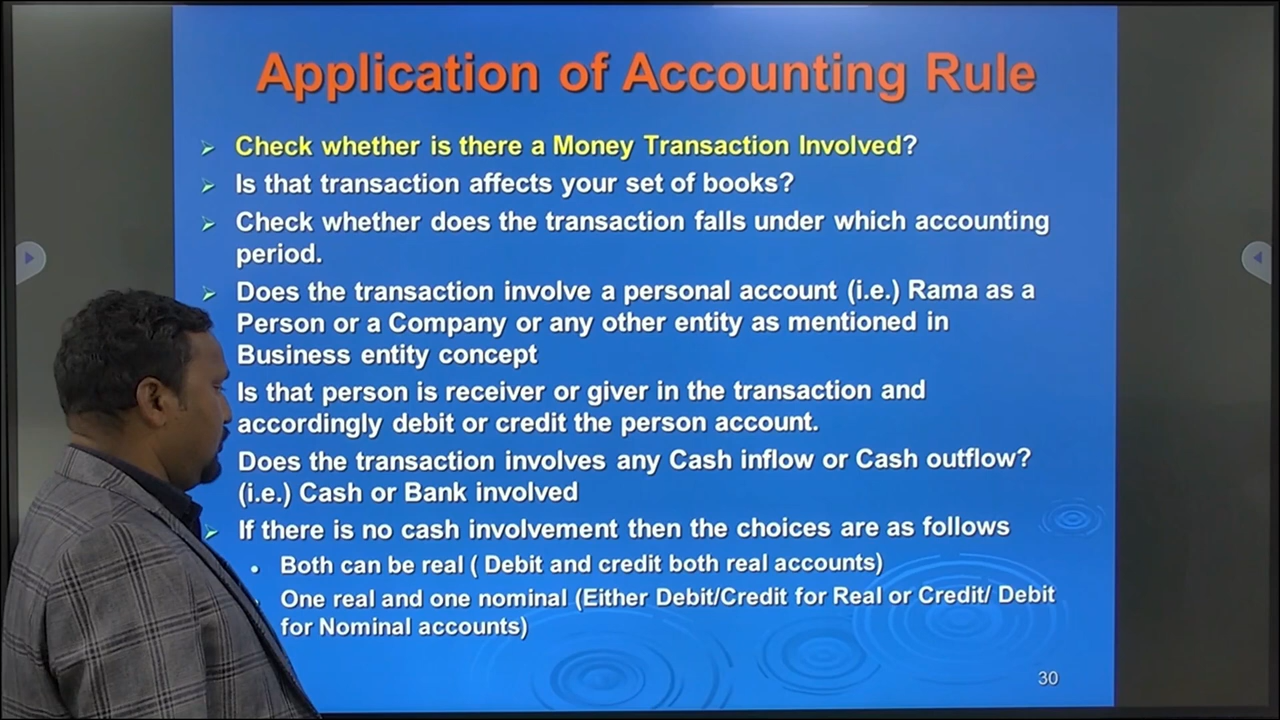 Application of Accounting Rule
Check whether is there a Money Transaction Involved?
Is that transaction affects your set of books?
Check whether does the transaction falls under which accounting
period.
Does the transaction involve a personal account (i.e.) Rama as a
Person or a Company or any other entity as mentioned in
Business entity concept
Is that person is receiver or giver in the transaction and
accordingly debit or credit the person account.
Does the transaction involves any Cash inflow or Cash outflow?
(i.e.) Cash or Bank involved
If there is no cash involvement then the choices are as follows
Both can be real ( Debit and credit both real accounts)
One real and one nominal (Either Debit/Credit for Real or Credit/ Debit
for Nominal accounts)
30